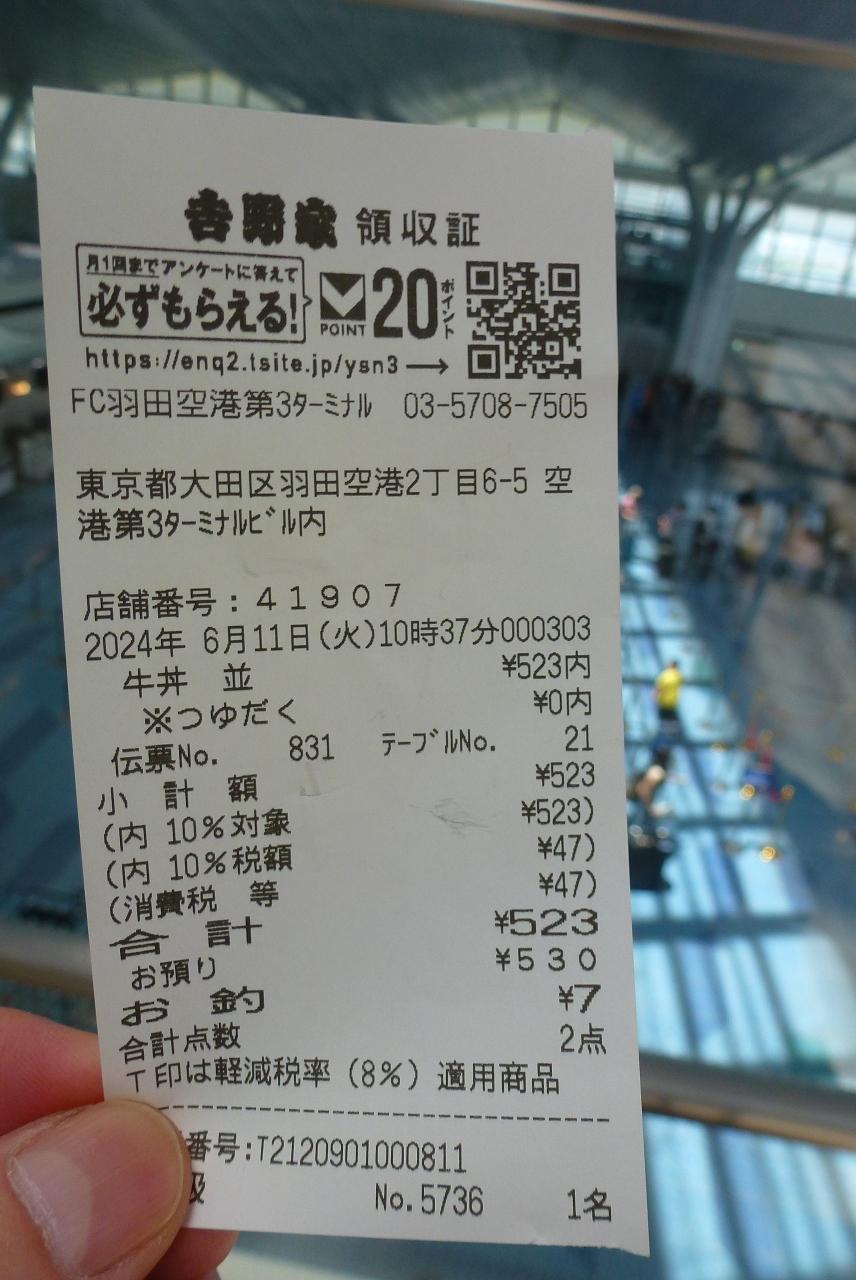 吉野家 領収証
月1回までアンケートに答えて
必ずもらえる!
POINT
20
ポイント
https://enq2.tsite.jp/ysn3→
FC羽田空港第3ﾀｰﾐﾅﾙ 03-5708-7505
東京都大田区羽田空港2丁目6-5 空
港第3ﾀｰﾐﾅﾙﾋﾞﾙ内
店舗番号：４１９０７
2024年 6月11日(火)10時37分000303
牛丼 並 ¥523内
※つゆだく ¥0内
伝票No. 831 ﾃｰﾌﾞﾙNo. 21
小 計 額 ¥523
(内 10%対象 ¥523)
(内 10%税額 ¥47)
(消費税 等 ¥47)
合 計 ¥523
お預り ¥５３０
お 釣 ¥7
合計点数 2点
T印は軽減税率（8%）適用商品
番号:T2120901000811
No.5736 1名